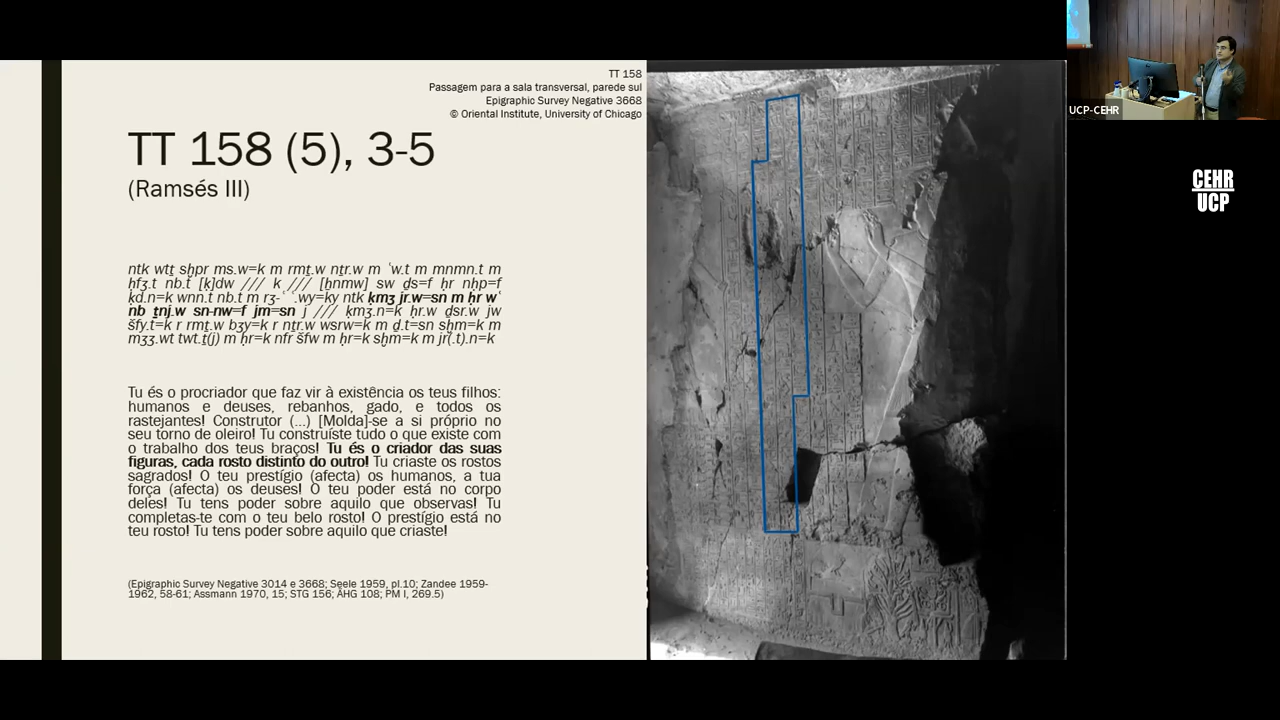 TT 158
Passagem para a sala transversal, parede sul
Epigraphic Survey Negative 3668
© Oriental Institute, University of Chicago
TT 158 (5), 3-5
(Ramsés III)
ntk wtṯ sḫpr ms.w=k m rmṯ.w nṯr.w m ʿw.t m mnmn.t m
ḥfꜣ.t nb.t [ḳ]dw /// k /// [ẖnmw] sw ḏs=f ḥr nḥp=f
ḳd.n=k wnn.t nb.t m rꜣ-ʿ ʿ.wy=ky ntk ḳmꜣ jr.w=sn m ḥr wʿ
nb ṯnj.w sn-nw=f jm=sn j /// ḳmꜣ.n=k ḥr.w ḏsr.w jw
šfy.t=k r rmṯ.w bꜣy=k r nṯr.w wsrw=k m ḏ.t=sn sḫm=k m
mꜣꜣ.wt twt.ṯ(j) m ḥr=k nfr šfw m ḥr=k sḫm=k m jr(.t).n=k
Tu és o procriador que faz vir à existência os teus filhos:
humanos e deuses, rebanhos, gado, e todos os
rastejantes! Construtor (...) [Molda]-se a si próprio no
seu torno de oleiro! Tu construíste tudo o que existe com
o trabalho dos teus braços! Tu és o criador das suas
figuras, cada rosto distinto do outro! Tu criaste os rostos
sagrados! O teu prestígio (afecta) os humanos, a tua
força (afecta) os deuses! O teu poder está no corpo
deles! Tu tens poder sobre aquilo que observas! Tu
completas-te com o teu belo rosto! O prestígio está no
teu rosto! Tu tens poder sobre aquilo que criaste!
(Epigraphic Survey Negative 3014 e 3668; Seele 1959, pl.10; Zandee 1959-
1962, 58-61; Assmann 1970, 15; STG 156; ÄHG 108; PM I, 269.5)
UCP-CEHR
CEHR
UCP